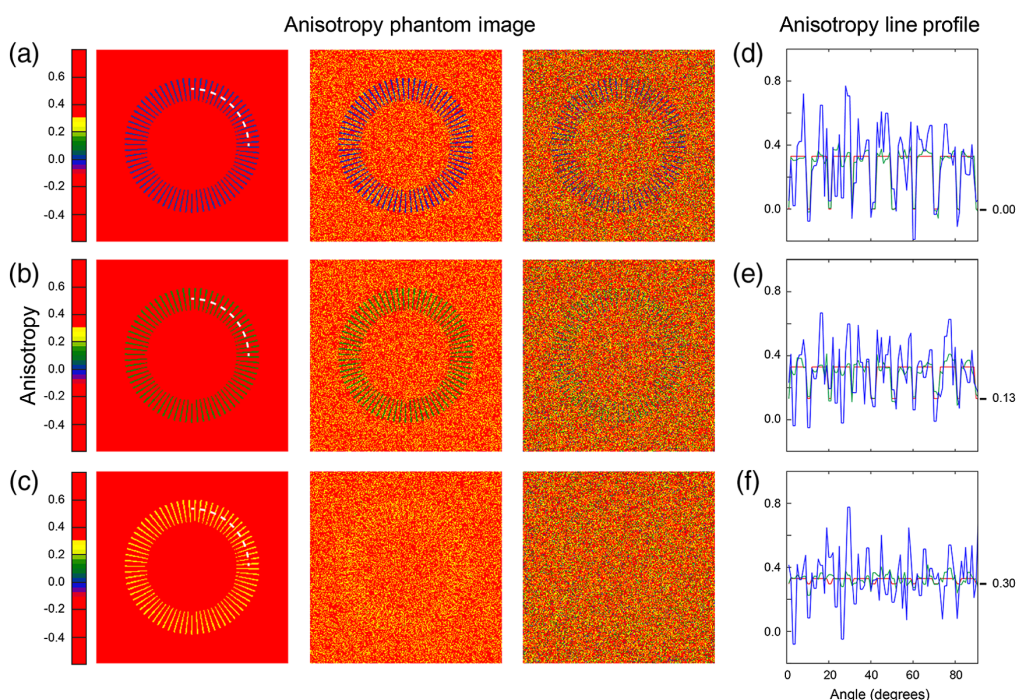 Anisotropy phantom image
Anisotropy line profile
(a)
0.6
0.4
0.2
0.0
-0.2
-0.4
(d)
0.8
0.4
0.0
0.00
(b)
0.6
0.4
0.2
0.0
-0.2
-0.4
Anisotropy
(e)
0.8
0.4
0.0
0.13
(c)
0.6
0.4
0.2
0.0
-0.2
-0.4
(f)
0.8
0.4
0.0
0.30
0 20 40 60 80
Angle (degrees)